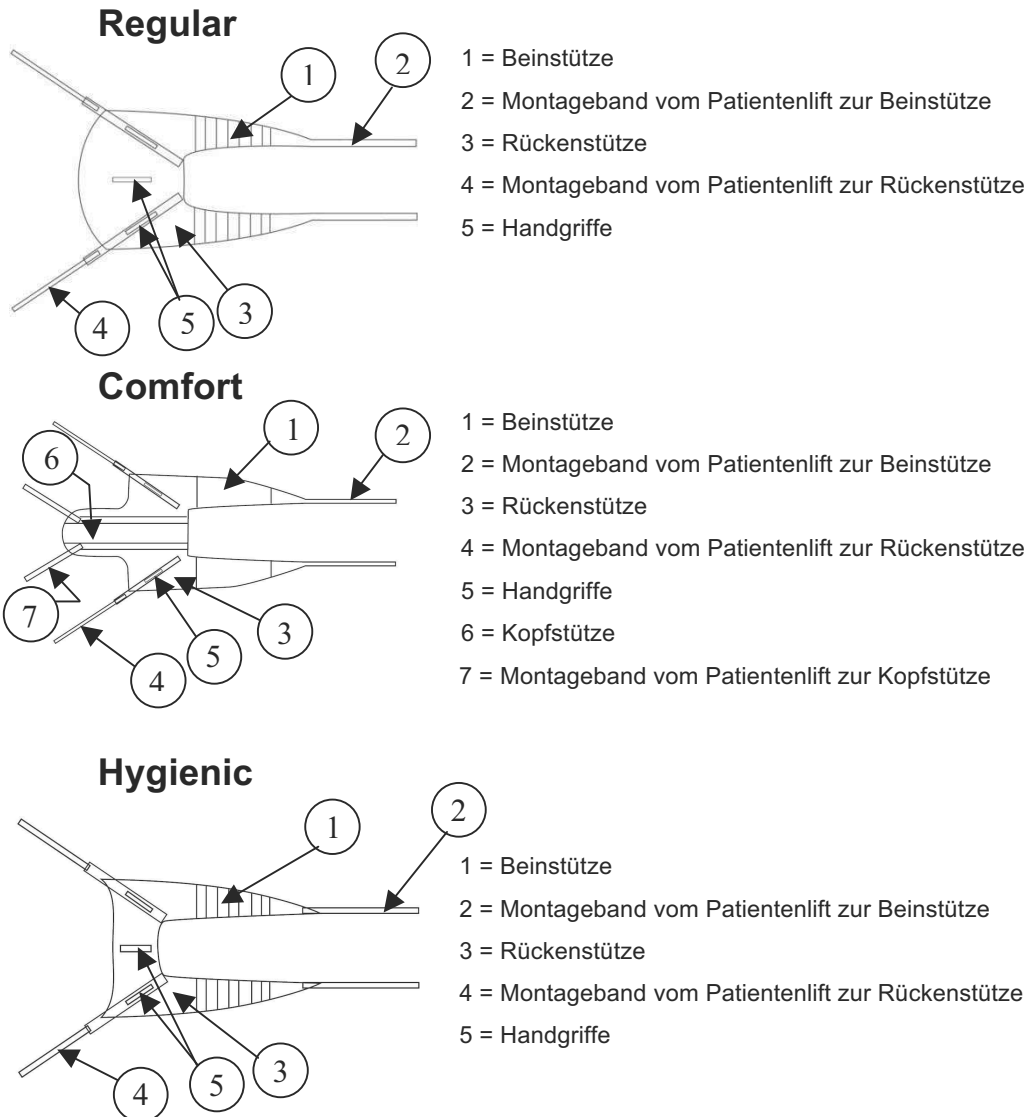 Regular
1
2
1 = Beinstütze
2 = Montageband vom Patientenlift zur Beinstütze
3 = Rückenstütze
4 = Montageband vom Patientenlift zur Rückenstütze
5 = Handgriffe
4
5
3
Comfort
6
1
2
1 = Beinstütze
2 = Montageband vom Patientenlift zur Beinstütze
3 = Rückenstütze
4 = Montageband vom Patientenlift zur Rückenstütze
5 = Handgriffe
6 = Kopfstütze
7 = Montageband vom Patientenlift zur Kopfstütze
7
4
5
3
Hygienic
1
2
1 = Beinstütze
2 = Montageband vom Patientenlift zur Beinstütze
3 = Rückenstütze
4 = Montageband vom Patientenlift zur Rückenstütze
5 = Handgriffe
4
5
3